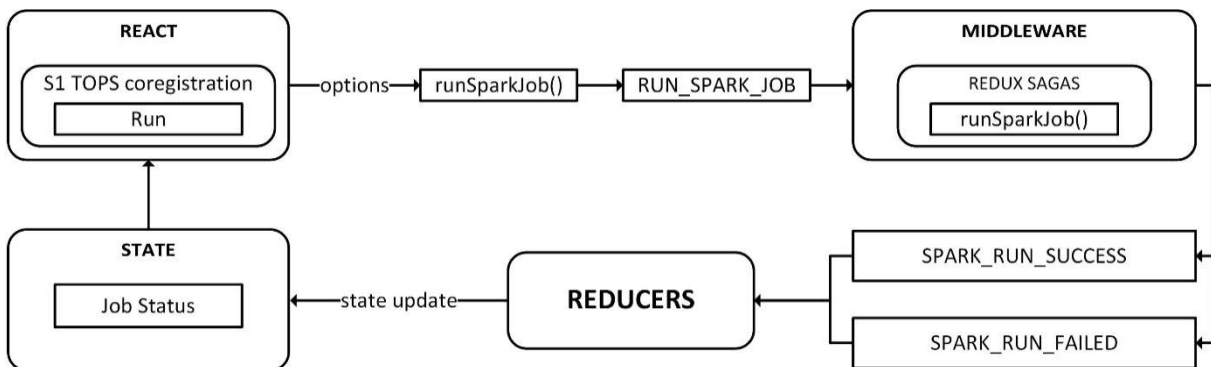 REACT
S1 TOPS coregistration
Run
options
runSparkJob()
RUN_SPARK_JOB
MIDDLEWARE
REDUX SAGAS
runSparkJob()
SPARK_RUN_SUCCESS
SPARK_RUN_FAILED
REDUCERS
state update
STATE
Job Status